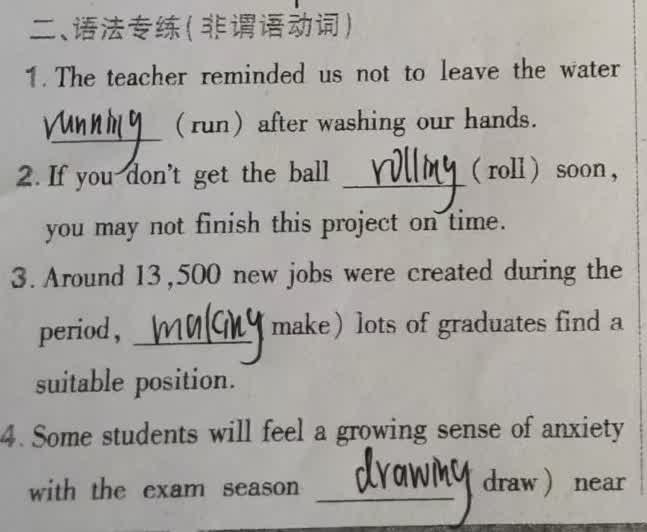 二、语法专练(非谓语动词)
1. The teacher reminded us not to leave the water
running (run) after washing our hands.
2. If you don't get the ball rolling (roll) soon,
you may not finish this project on time.
3. Around 13,500 new jobs were created during the
period, making make) lots of graduates find a
suitable position.
4. Some students will feel a growing sense of anxiety
with the exam season drawing draw) near